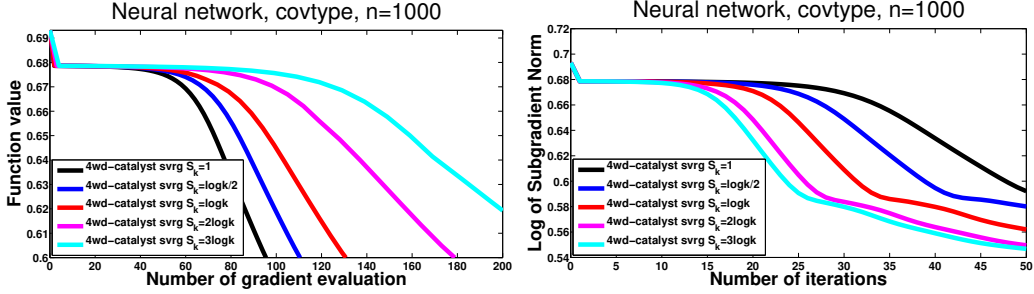 Neural network, covtype, n=1000
Function value
0.69
0.68
0.67
0.66
0.65
0.64
0.63
0.62
0.61
0.6
4wd-catalyst svrg S_k=1
4wd-catalyst svrg S_k=logk/2
4wd-catalyst svrg S_k=logk
4wd-catalyst svrg S_k=2logk
4wd-catalyst svrg S_k=3logk
0 20 40 60 80 100 120 140 160 180 200
Number of gradient evaluation
Neural network, covtype, n=1000
Log of Subgradient Norm
0.72
0.7
0.68
0.66
0.64
0.62
0.6
0.58
0.56
0.54
4wd-catalyst svrg S_k=1
4wd-catalyst svrg S_k=logk/2
4wd-catalyst svrg S_k=logk
4wd-catalyst svrg S_k=2logk
4wd-catalyst svrg S_k=3logk
0 5 10 15 20 25 30 35 40 45 50
Number of iterations